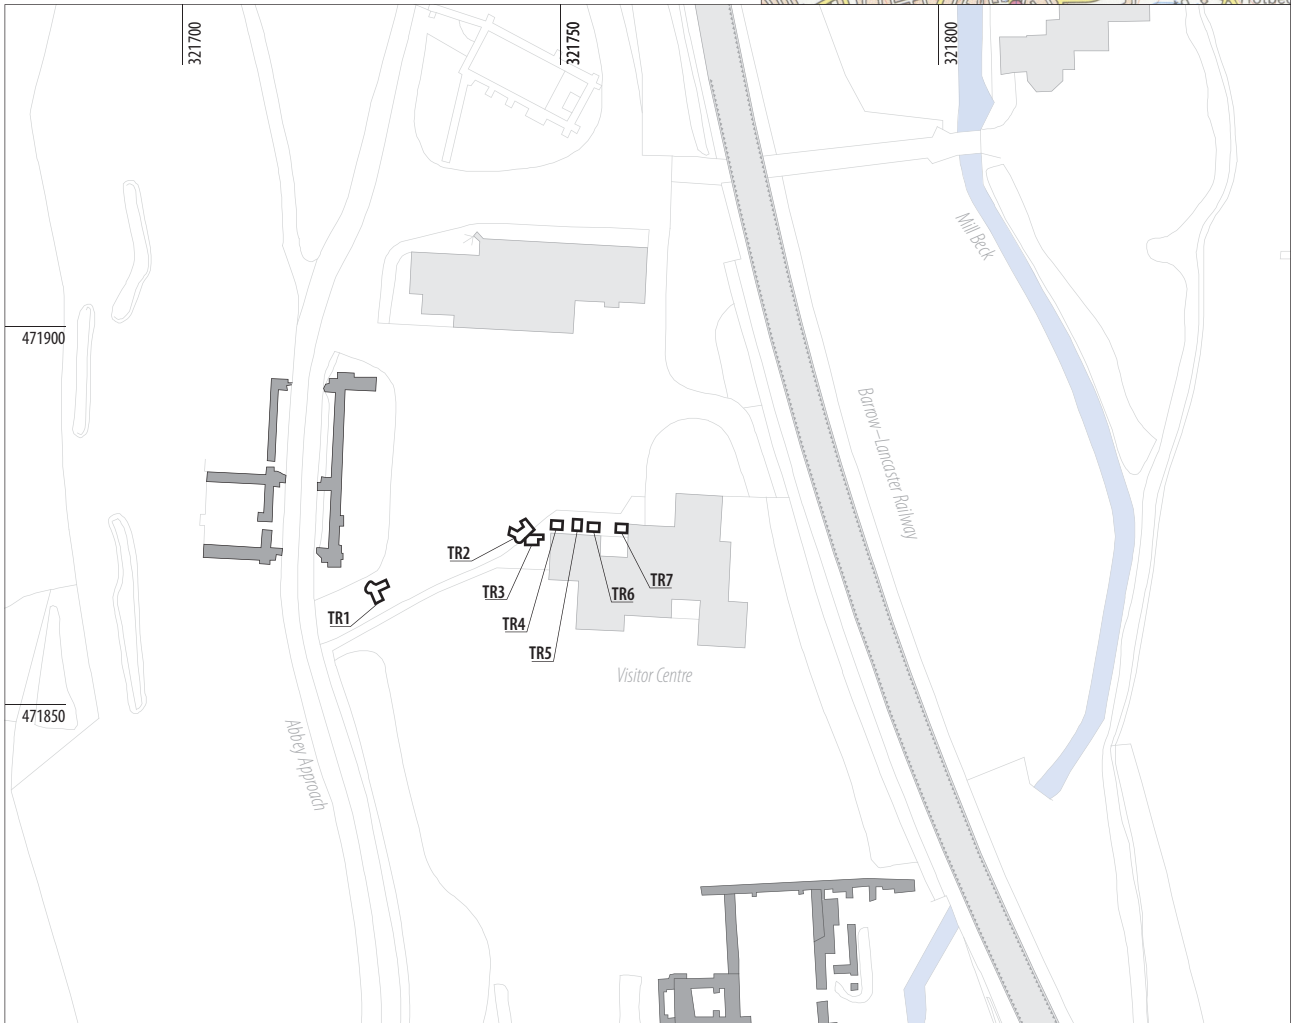 321700
321750
321800
Mill Beck
471900
Barrow–Lancaster Railway
TR2
TR3
TR7
TR6
TR1
TR4
TR5
Visitor Centre
471850
Abbey Approach